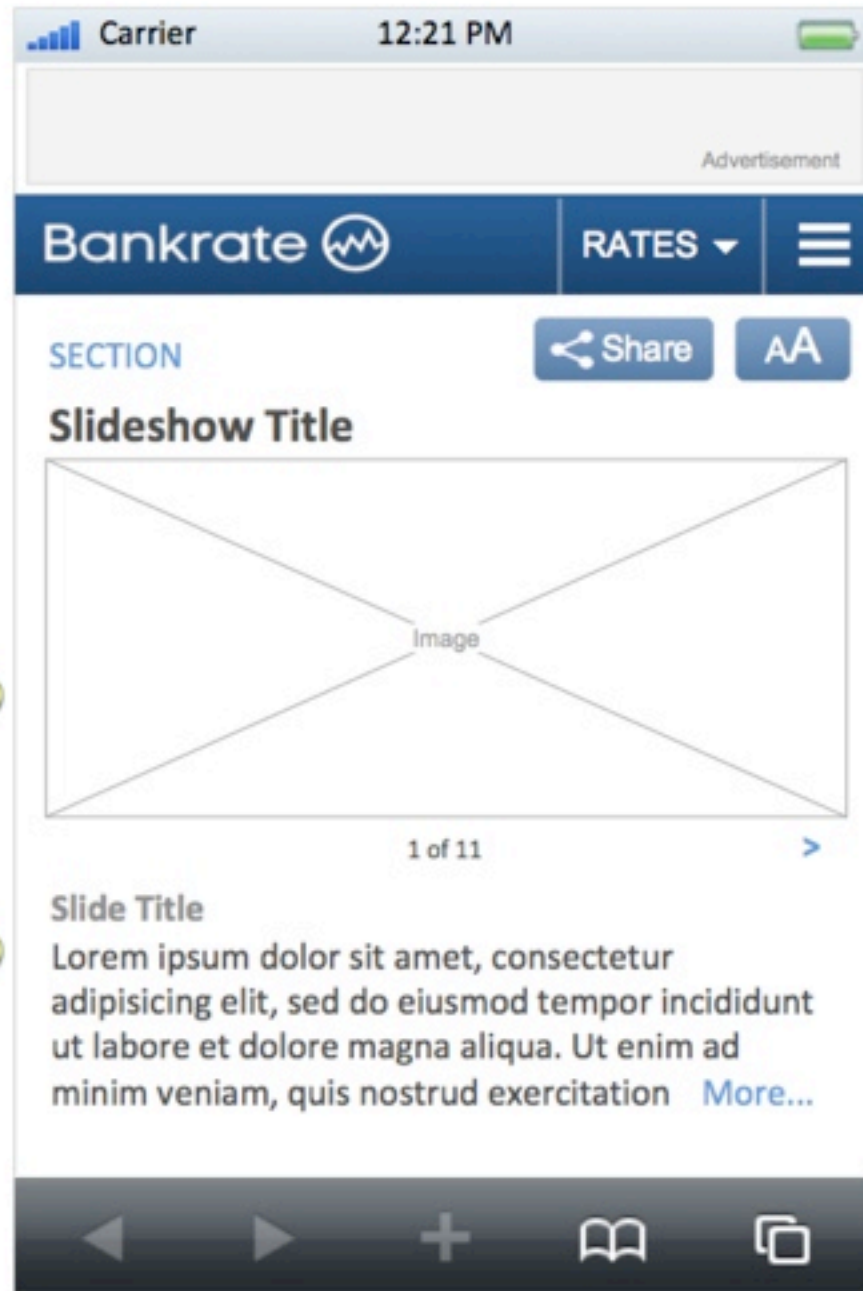 Carrier 12:21 PM
Advertisement
Bankrate RATES
SECTION Share AA
Slideshow Title
Image
1 of 11 >
Slide Title
Lorem ipsum dolor sit amet, consectetur
adipisicing elit, sed do eiusmod tempor incididunt
ut labore et dolore magna aliqua. Ut enim ad
minim veniam, quis nostrud exercitation More...